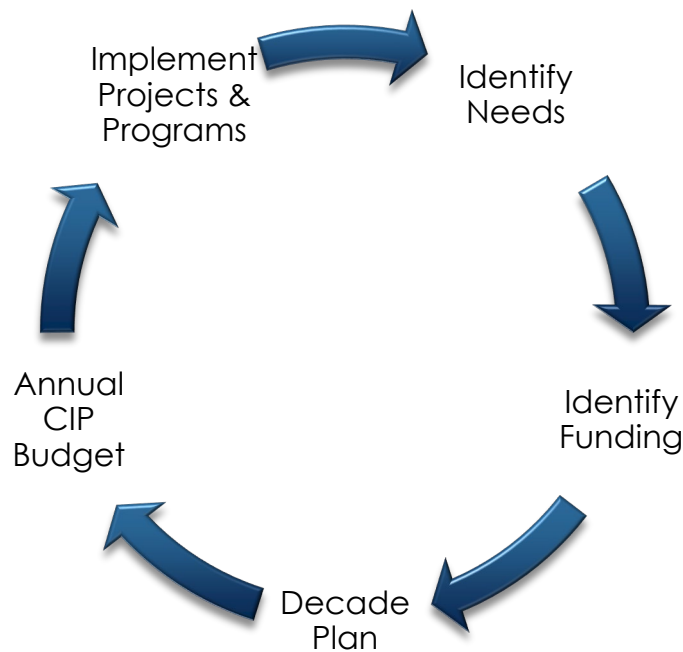 Implement
Projects &
Programs
Identify
Needs
Identify
Funding
Decade
Plan
Annual
CIP
Budget